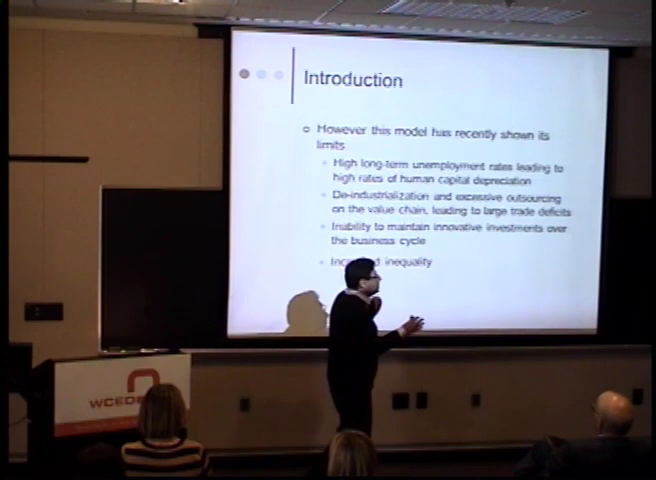 Introduction
However this model has recently shown its
limits
High long-term unemployment rates leading to
high rates of human capital depreciation
De-industrialization and excessive outsourcing
on the value chain, leading to large trade deficits
Inability to maintain innovative investments over
the business cycle
inequality